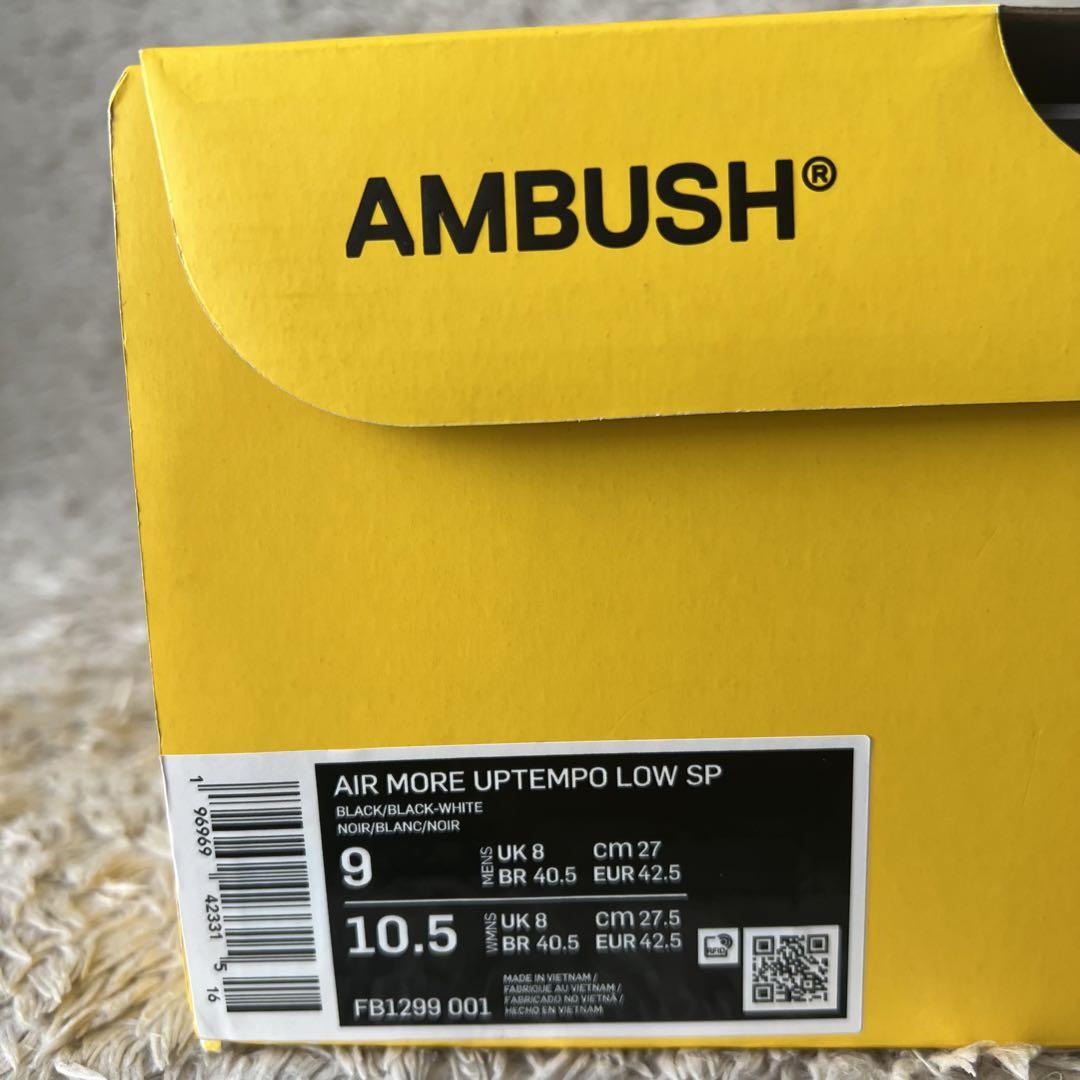 AMBUSH®
AIR MORE UPTEMPO LOW SP
BLACK/BLACK-WHITE
NOIR/BLANC/NOIR
9 MENS UK 8 cm 27
BR 40.5 EUR 42.5
10.5 WMNS UK 8 cm 27.5
BR 40.5 EUR 42.5
RFID
MADE IN VIETNAM /
FABRIQUE AU VIETNAM /
FABRICADO NO VIETNÃ /
HECHO EN VIETNAM
FB1299 001
1 96969 42331 5 16